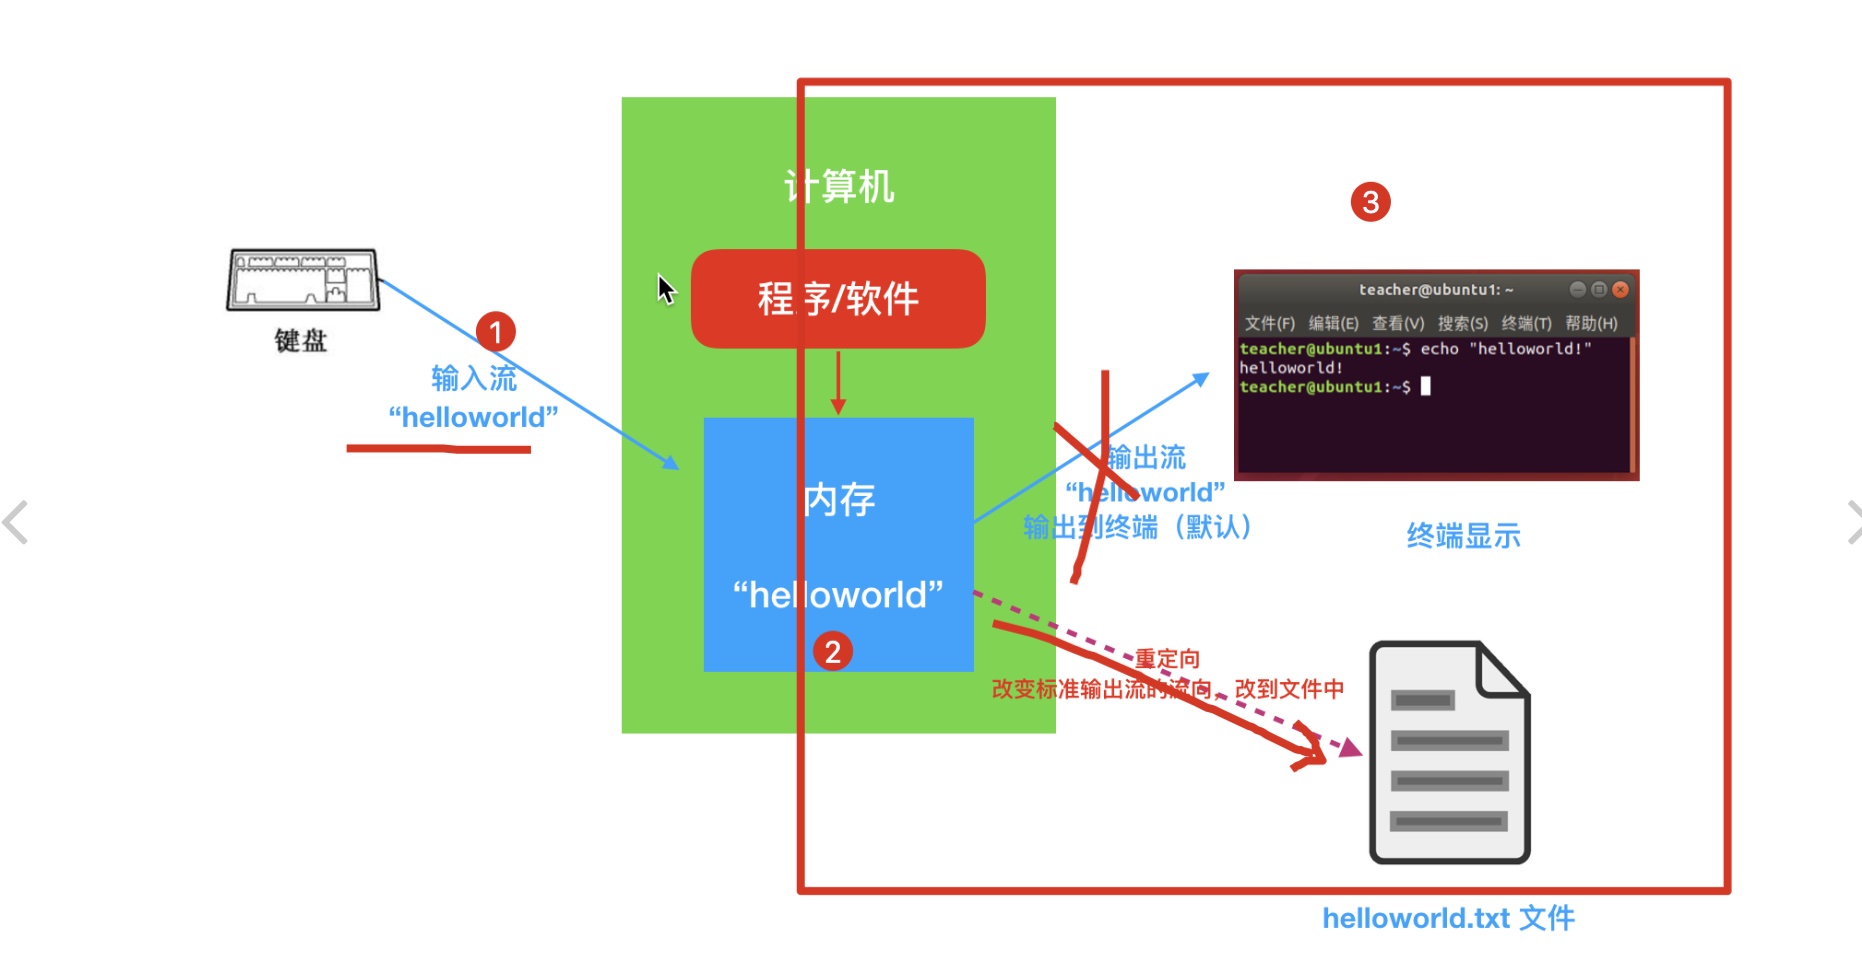 计算机
程序/软件
键盘
1
输入流
“helloworld”
内存
“helloworld”
2
3
teacher@ubuntu1: ~
文件(F) 编辑(E) 查看(V) 搜索(S) 终端(T) 帮助(H)
teacher@ubuntu1:~$ echo "helloworld!"
helloworld!
teacher@ubuntu1:~$
输出流
“helloworld”
输出到终端（默认）
终端显示
重定向
改变标准输出流的流向，改到文件中
helloworld.txt 文件